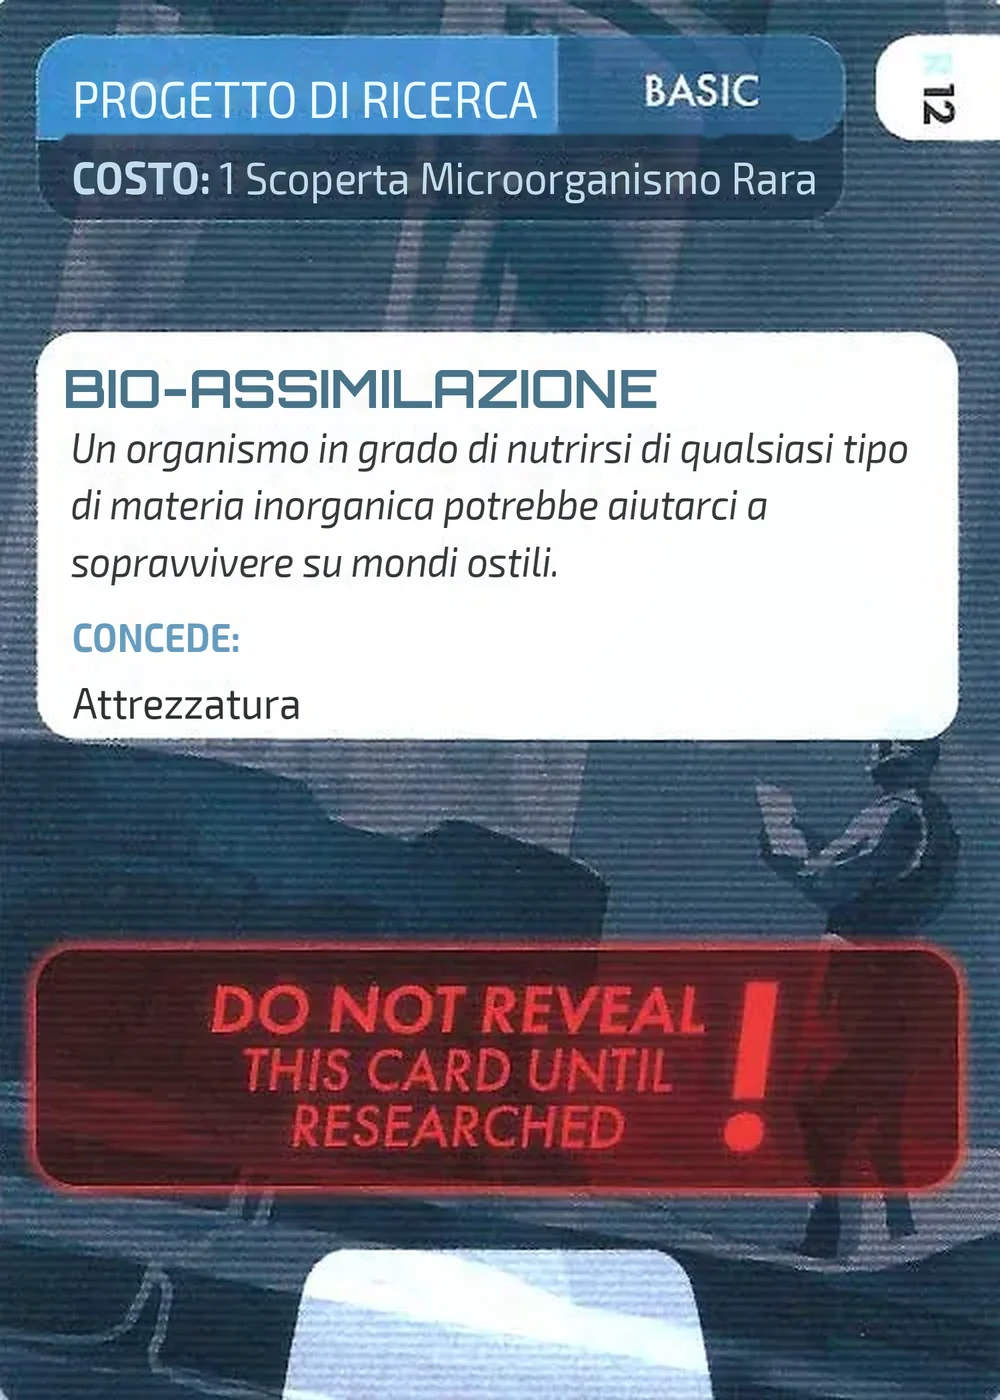 PROGETTO DI RICERCA
BASIC
R 12
COSTO: 1 Scoperta Microorganismo Rara
BIO-ASSIMILAZIONE
Un organismo in grado di nutrirsi di qualsiasi tipo
di materia inorganica potrebbe aiutarci a
sopravvivere su mondi ostili.
CONCEDE:
Attrezzatura
DO NOT REVEAL
THIS CARD UNTIL
RESEARCHED
!